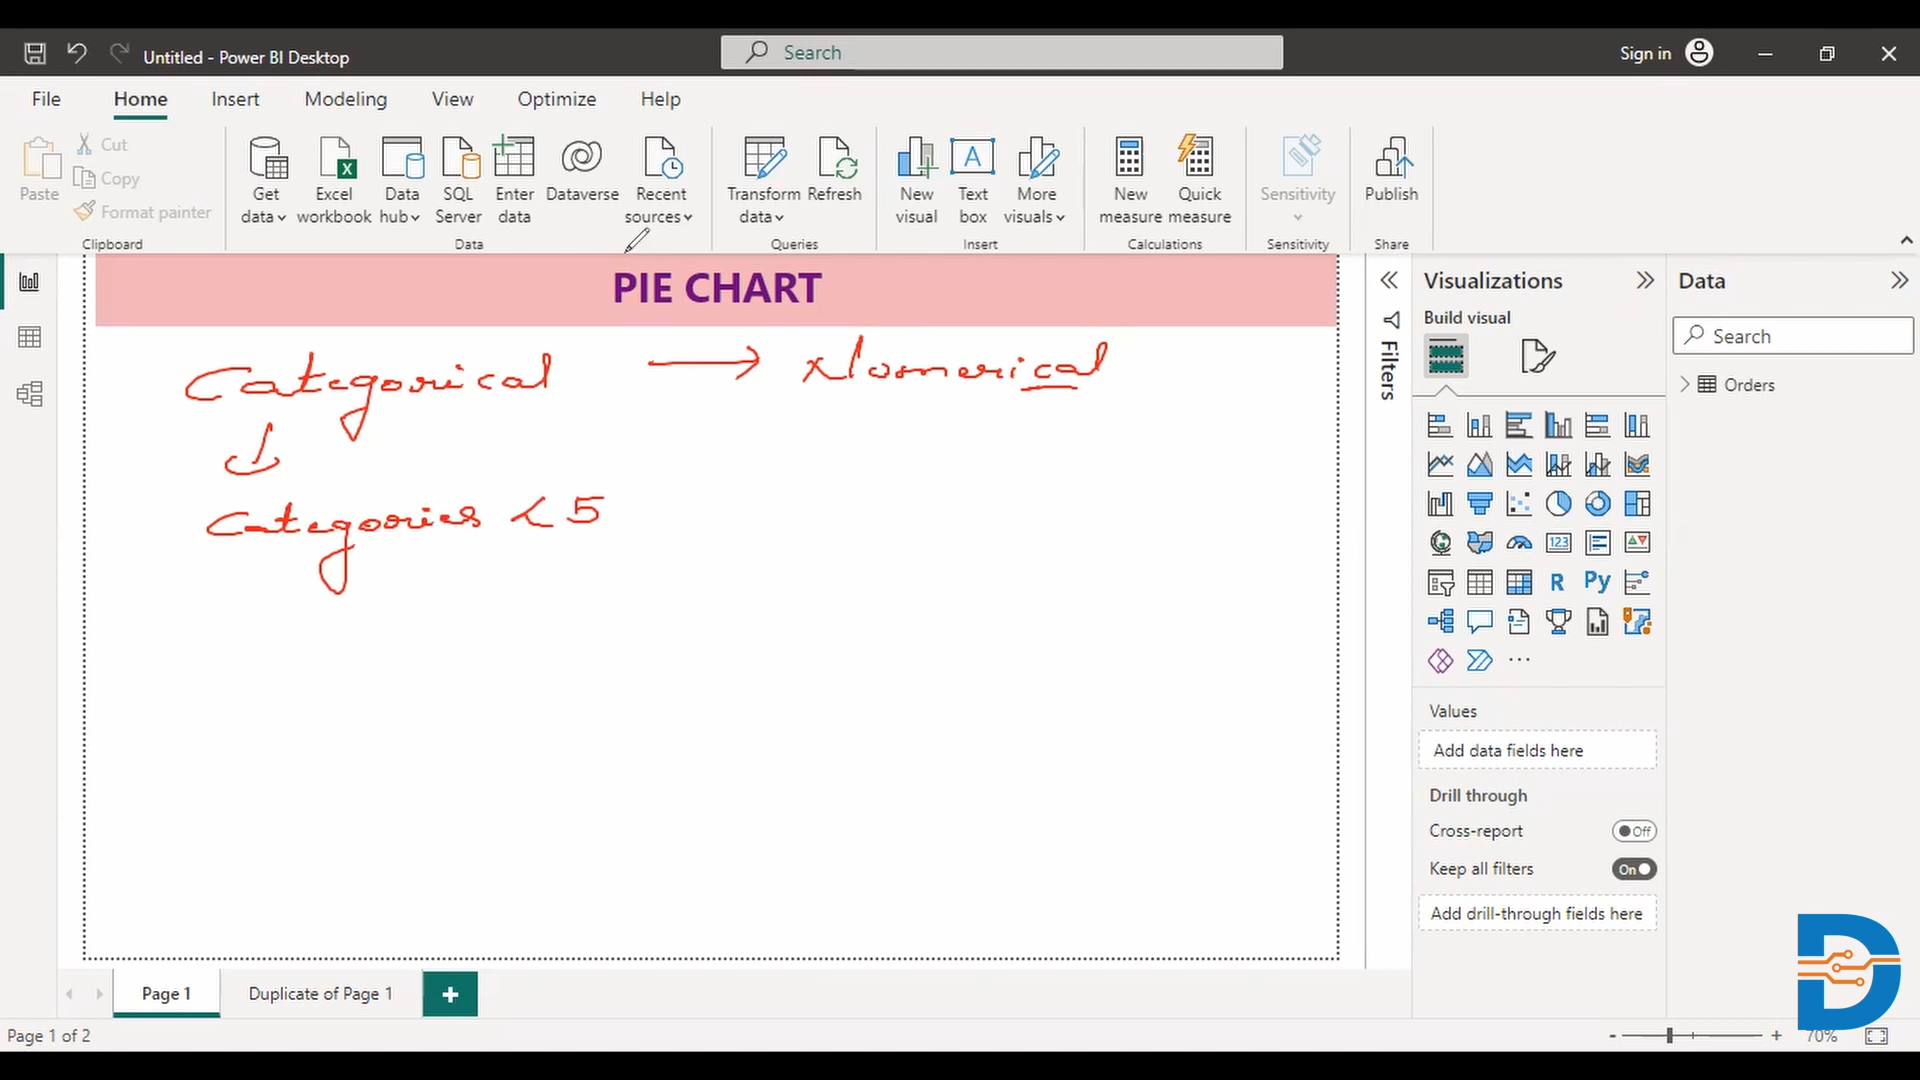 Untitled - Power BI Desktop
Search
Sign in
File Home Insert Modeling View Optimize Help
Paste
Cut
Copy
Format painter
Clipboard
Get data
Excel workbook
Data hub
SQL Server
Enter data
Dataverse
Recent sources
Data
Transform data
Refresh
Queries
New visual
Text box
More visuals
Insert
New measure
Quick measure
Calculations
Sensitivity
Sensitivity
Publish
Share
PIE CHART
Categorical → Numerical
Categories < 5
Filters
Visualizations
Build visual
123
R
Py
Values
Add data fields here
Drill through
Cross-report Off
Keep all filters On
Add drill-through fields here
Data
Search
Orders
Page 1
Duplicate of Page 1
+
Page 1 of 2
- + 70%